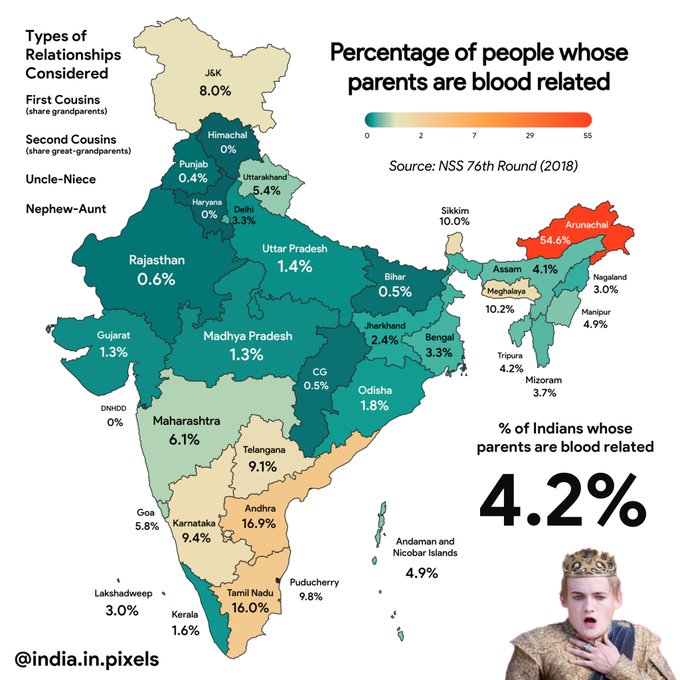 Types of
Relationships
Considered
First Cousins
(share grandparents)
Second Cousins
(share great-grandparents)
Uncle-Niece
Nephew-Aunt
Percentage of people whose
parents are blood related
0 2 7 29 55
Source: NSS 76th Round (2018)
J&K
8.0%
Himachal
0%
Punjab
0.4%
Uttarakhand
5.4%
Haryana
0%
Delhi
3.3%
Rajasthan
0.6%
Uttar Pradesh
1.4%
Bihar
0.5%
Sikkim
10.0%
Arunachal
54.6%
Assam 4.1%
Nagaland
3.0%
Meghalaya
10.2%
Manipur
4.9%
Tripura
4.2%
Mizoram
3.7%
Gujarat
1.3%
Madhya Pradesh
1.3%
Jharkhand
2.4%
Bengal
3.3%
CG
0.5%
Odisha
1.8%
DNHDD
0%
Maharashtra
6.1%
Telangana
9.1%
Goa
5.8%
Karnataka
9.4%
Andhra
16.9%
% of Indians whose
parents are blood related
4.2%
Andaman and
Nicobar Islands
4.9%
Lakshadweep
3.0%
Kerala
1.6%
Tamil Nadu
16.0%
Puducherry
9.8%
@india.in.pixels